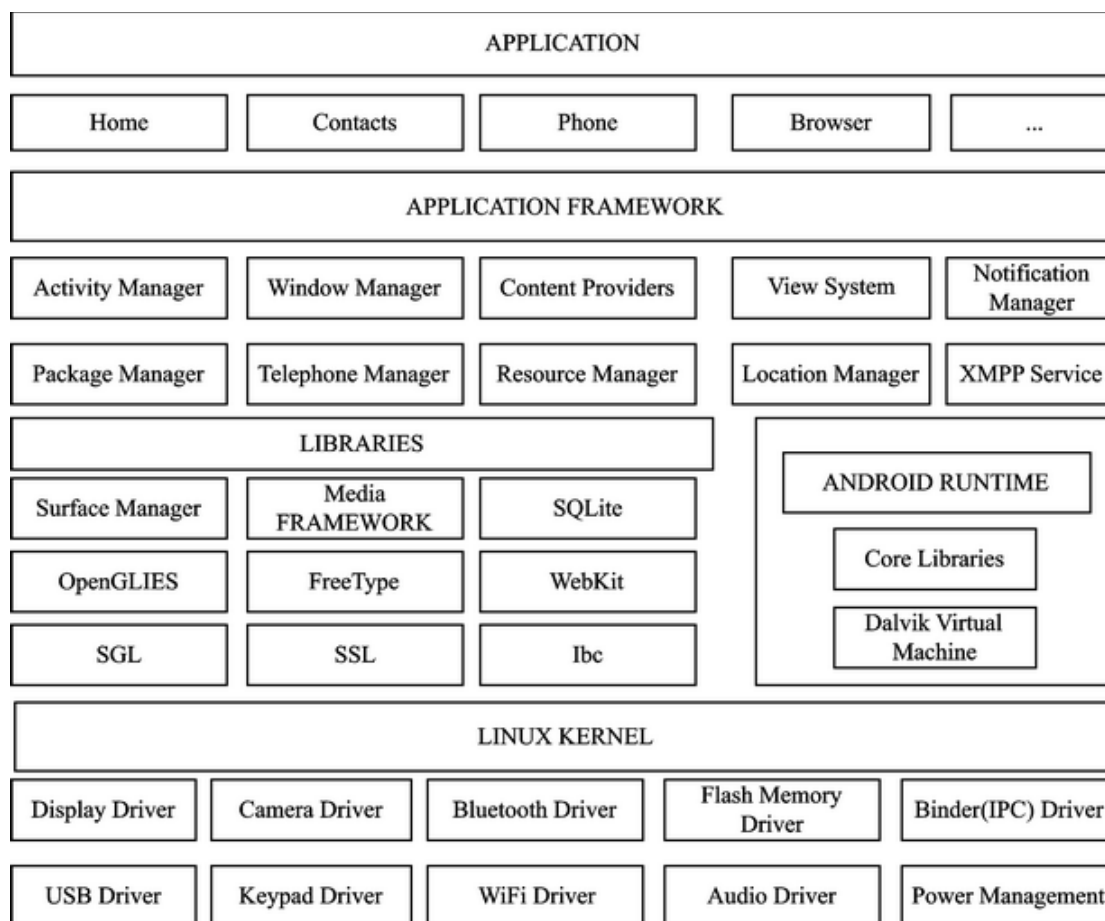 APPLICATION
Home
Contacts
Phone
Browser
...
APPLICATION FRAMEWORK
Activity Manager
Window Manager
Content Providers
View System
Notification
Manager
Package Manager
Telephone Manager
Resource Manager
Location Manager
XMPP Service
LIBRARIES
Surface Manager
Media
FRAMEWORK
SQLite
OpenGLIES
FreeType
WebKit
SGL
SSL
Ibc
ANDROID RUNTIME
Core Libraries
Dalvik Virtual
Machine
LINUX KERNEL
Display Driver
Camera Driver
Bluetooth Driver
Flash Memory
Driver
Binder(IPC) Driver
USB Driver
Keypad Driver
WiFi Driver
Audio Driver
Power Management